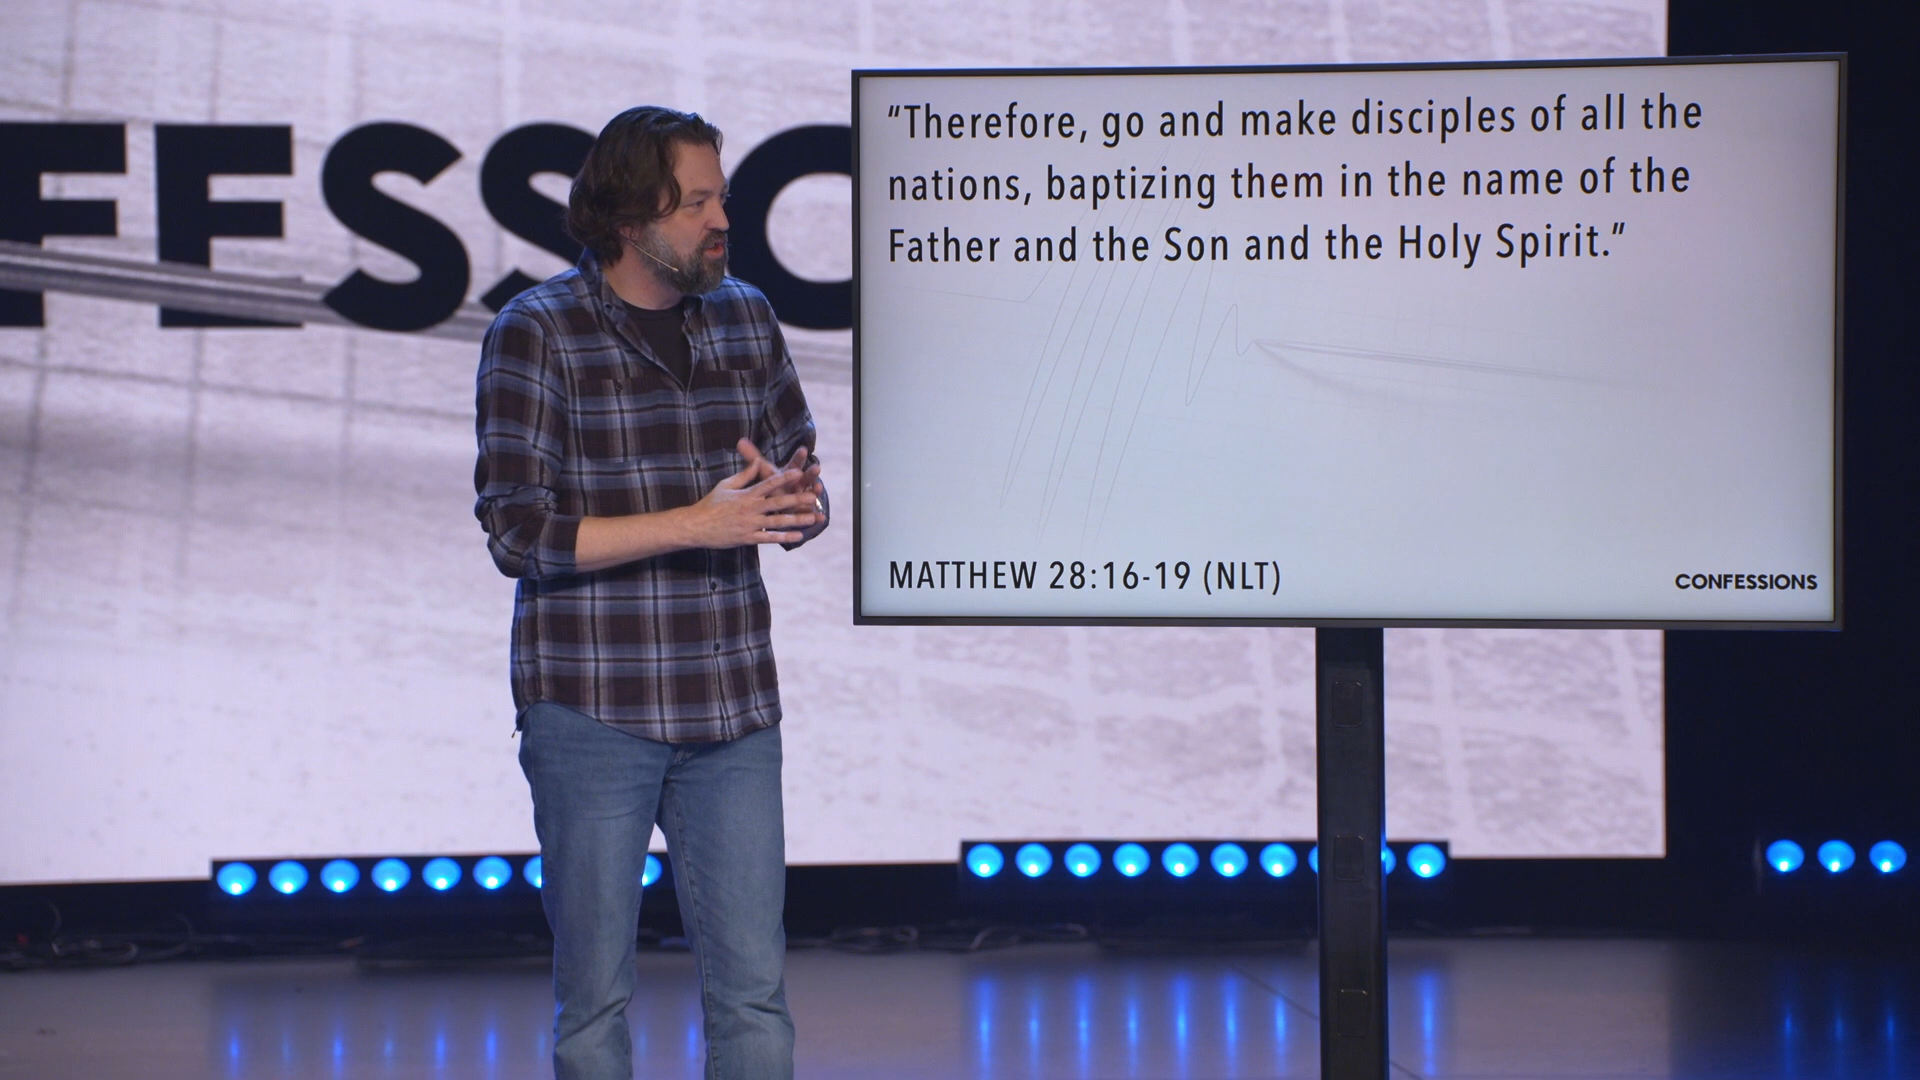 FESSIO
“Therefore, go and make disciples of all the
nations, baptizing them in the name of the
Father and the Son and the Holy Spirit.”
MATTHEW 28:16-19 (NLT)
CONFESSIONS